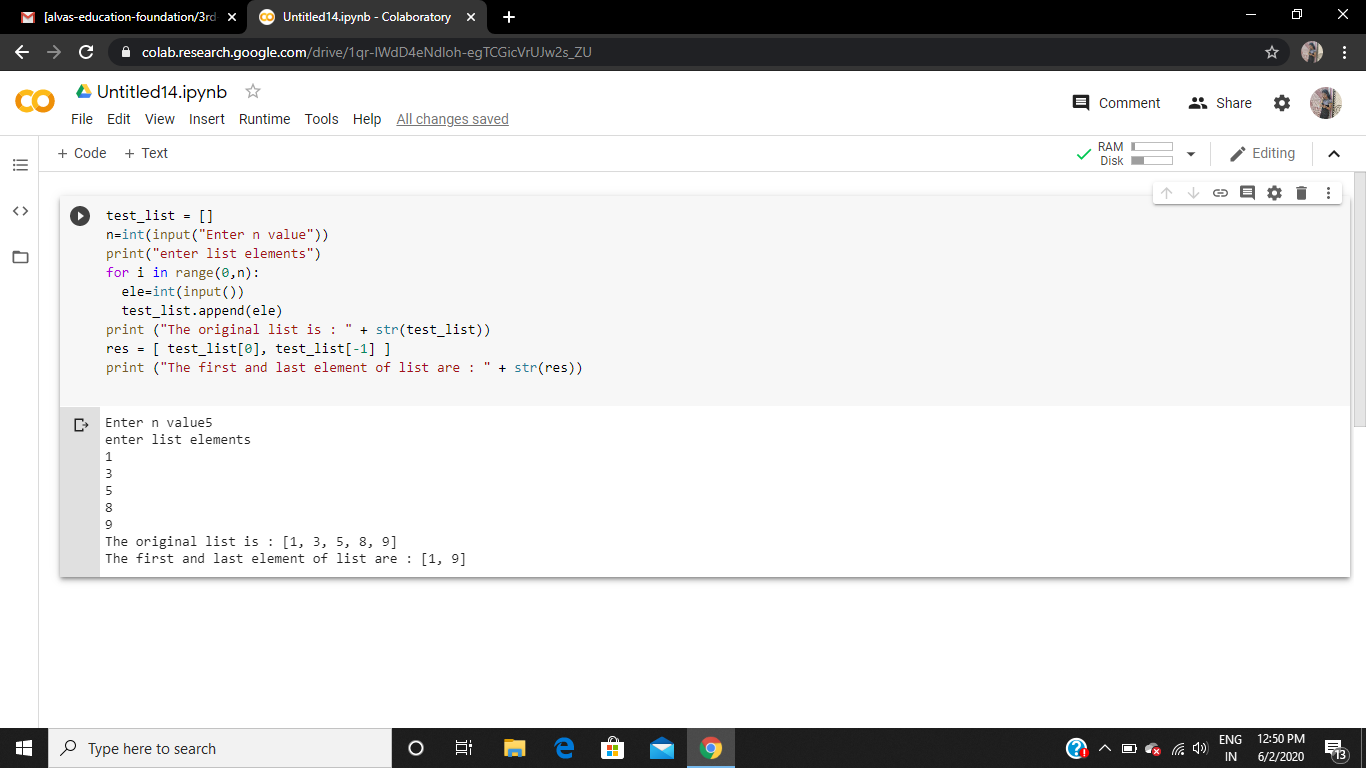 [alvas-education-foundation/3rd
Untitled14.ipynb - Colaboratory
colab.research.google.com/drive/1qr-IWdD4eNdloh-egTCGicVrUJw2s_ZU
Untitled14.ipynb
File Edit View Insert Runtime Tools Help All changes saved
Comment Share
+ Code + Text
RAM
Disk
Editing
test_list = []
n=int(input("Enter n value"))
print("enter list elements")
for i in range(0,n):
  ele=int(input())
  test_list.append(ele)
print ("The original list is : " + str(test_list))
res = [ test_list[0], test_list[-1] ]
print ("The first and last element of list are : " + str(res))
Enter n value5
enter list elements
1
3
5
8
9
The original list is : [1, 3, 5, 8, 9]
The first and last element of list are : [1, 9]
Type here to search
ENG
IN
12:50 PM
6/2/2020
13